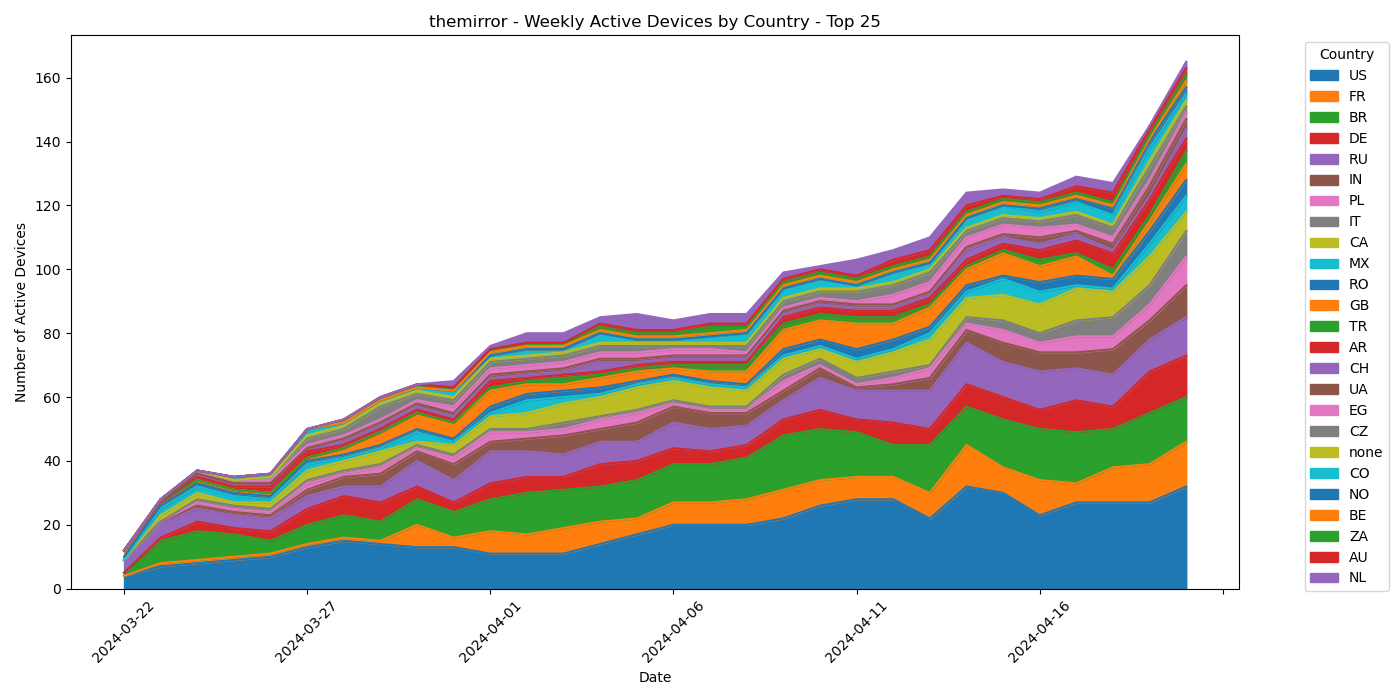 themirror - Weekly Active Devices by Country - Top 25
Number of Active Devices
160
140
120
100
80
60
40
20
0
2024-03-22
2024-03-27
2024-04-01
2024-04-06
2024-04-11
2024-04-16
Date
Country
US
FR
BR
DE
RU
IN
PL
IT
CA
MX
RO
GB
TR
AR
CH
UA
EG
CZ
none
CO
NO
BE
ZA
AU
NL